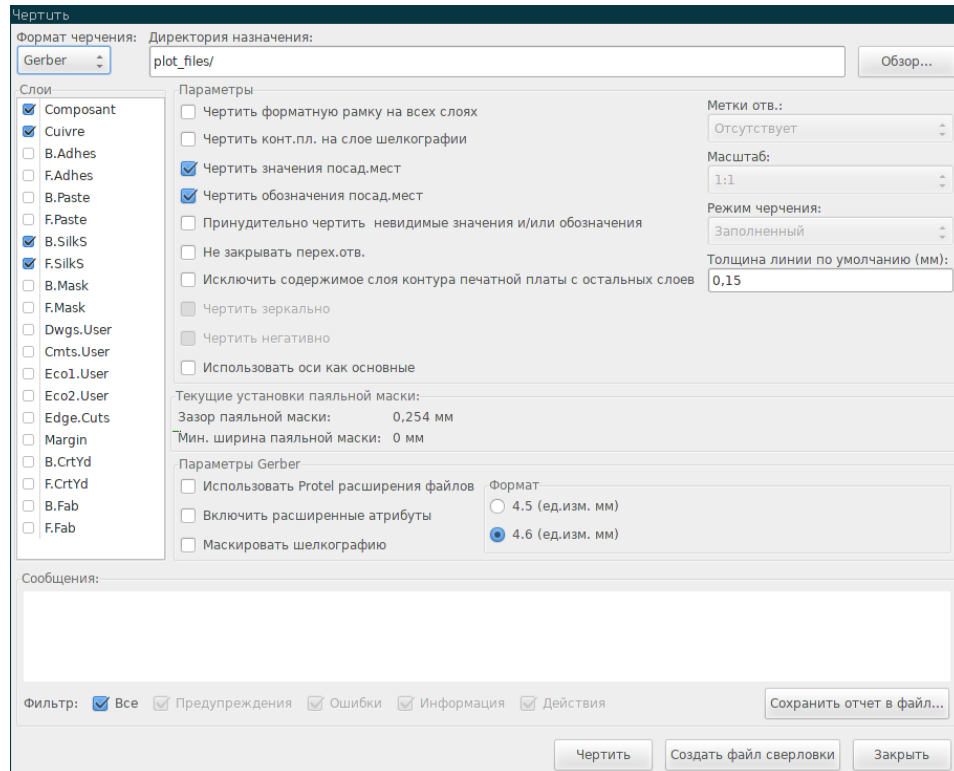 Чертить
Формат черчения: Директория назначения:
Gerber plot_files/ Обзор...
Слои
Composant
Cuivre
B.Adhes
F.Adhes
B.Paste
F.Paste
B.SilkS
F.SilkS
B.Mask
F.Mask
Dwgs.User
Cmts.User
Eco1.User
Eco2.User
Edge.Cuts
Margin
B.CrtYd
F.CrtYd
B.Fab
F.Fab
Параметры
Чертить форматную рамку на всех слоях
Чертить конт.пл. на слое шелкографии
Чертить значения посад.мест
Чертить обозначения посад.мест
Принудительно чертить невидимые значения и/или обозначения
Не закрывать перех.отв.
Исключить содержимое слоя контура печатной платы с остальных слоев
Чертить зеркально
Чертить негативно
Использовать оси как основные
Метки отв.:
Отсутствует
Масштаб:
1:1
Режим черчения:
Заполненный
Толщина линии по умолчанию (мм):
0,15
Текущие установки паяльной маски:
Зазор паяльной маски: 0,254 мм
Мин. ширина паяльной маски: 0 мм
Параметры Gerber
Использовать Protel расширения файлов
Включить расширенные атрибуты
Маскировать шелкографию
Формат
4.5 (ед.изм. мм)
4.6 (ед.изм. мм)
Сообщения:
Фильтр: Все Предупреждения Ошибки Информация Действия Сохранить отчет в файл...
Чертить Создать файл сверловки Закрыть